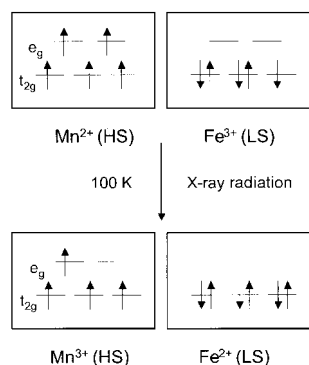 e_g
t_2g
Mn²⁺ (HS) Fe³⁺ (LS)
100 K X-ray radiation
e_g
t_2g
Mn³⁺ (HS) Fe²⁺ (LS)